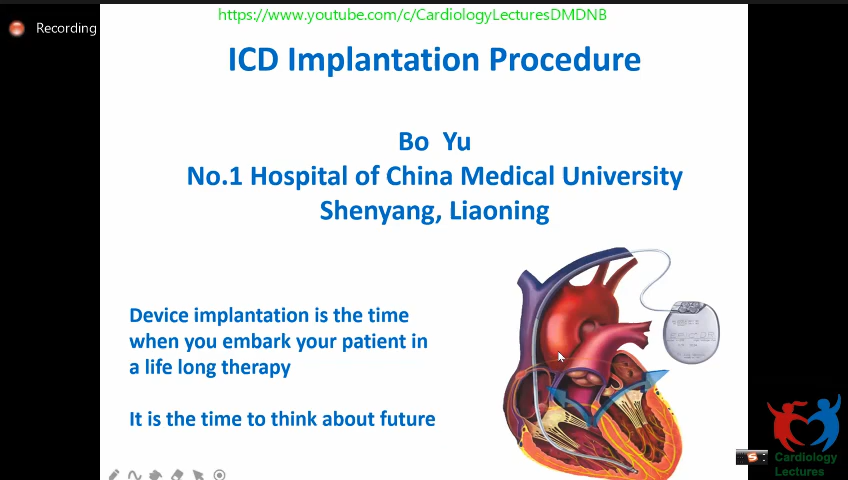 https://www.youtube.com/c/CardiologyLecturesDMDNB
Recording
ICD Implantation Procedure
Bo Yu
No.1 Hospital of China Medical University
Shenyang, Liaoning
Device implantation is the time
when you embark your patient in
a life long therapy
It is the time to think about future
S
Cardiology
Lectures